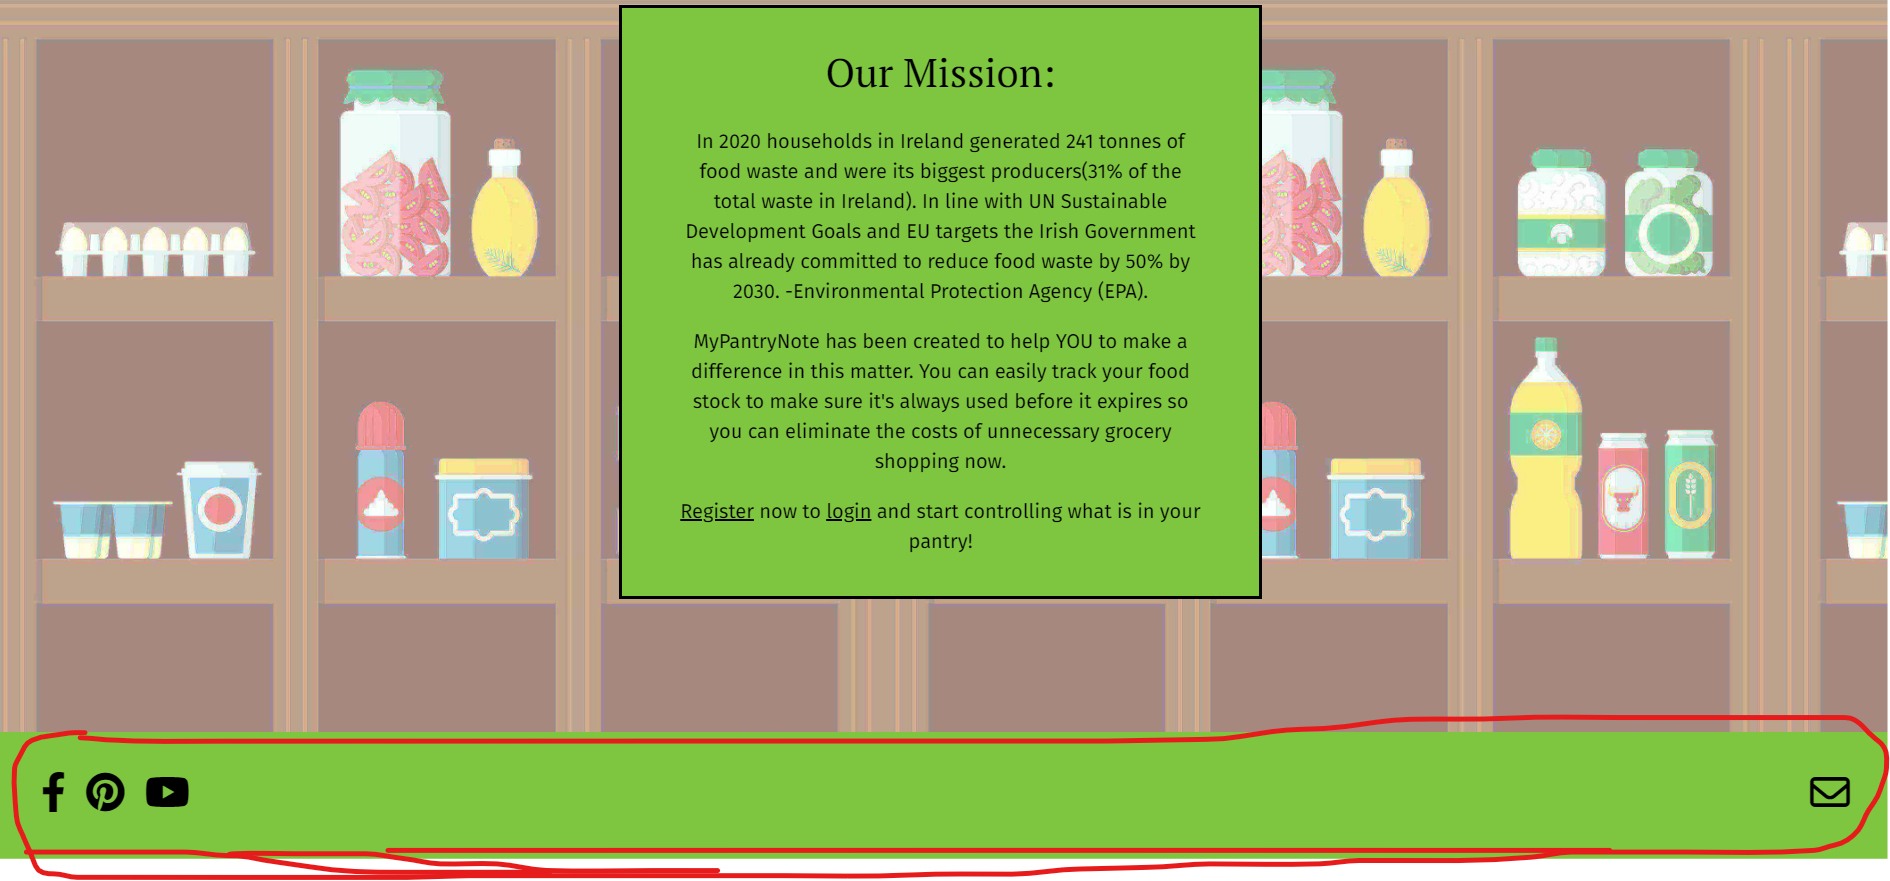 Our Mission:
In 2020 households in Ireland generated 241 tonnes of
food waste and were its biggest producers(31% of the
total waste in Ireland). In line with UN Sustainable
Development Goals and EU targets the Irish Government
has already committed to reduce food waste by 50% by
2030. -Environmental Protection Agency (EPA).
MyPantryNote has been created to help YOU to make a
difference in this matter. You can easily track your food
stock to make sure it's always used before it expires so
you can eliminate the costs of unnecessary grocery
shopping now.
Register now to login and start controlling what is in your
pantry!